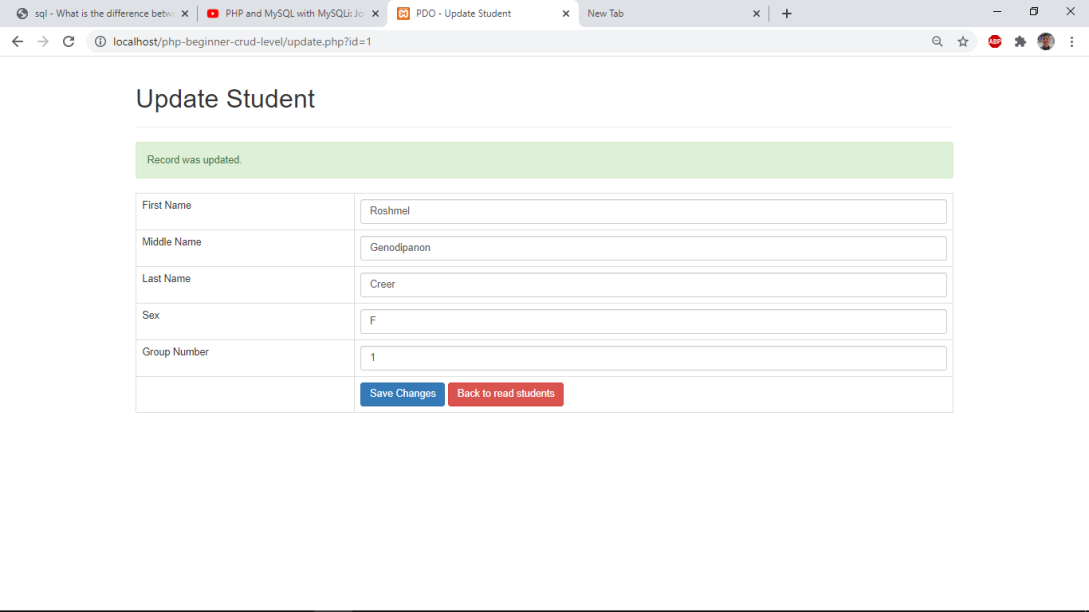 sql - What is the difference betw
PHP and MySQL with MySQLi: Jo
PDO - Update Student
New Tab
localhost/php-beginner-crud-level/update.php?id=1
ABP
Update Student
Record was updated.
First Name
Roshmel
Middle Name
Genodipanon
Last Name
Creer
Sex
F
Group Number
1
Save Changes
Back to read students